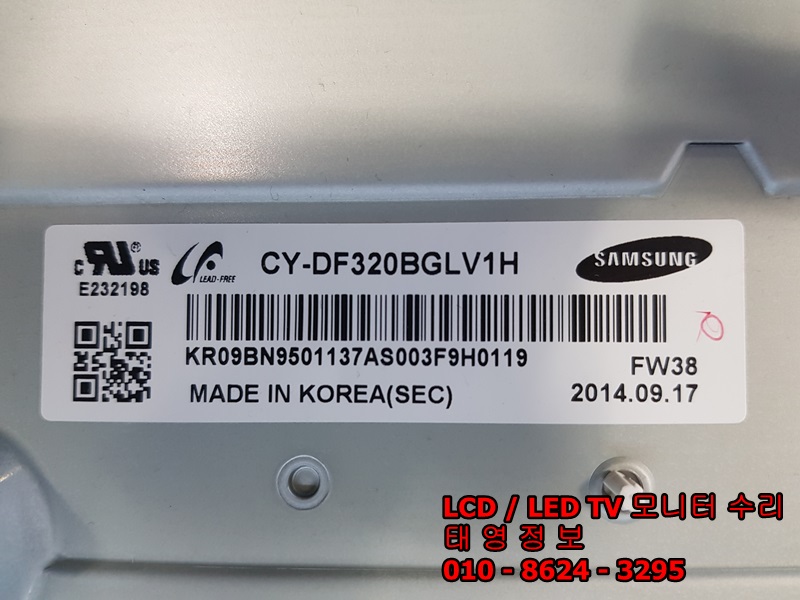 c RU ® US
E232198
LEAD-FREE
CY-DF320BGLV1H
SAMSUNG
KR09BN9501137AS003F9H0119
FW38
MADE IN KOREA(SEC)
2014.09.17
LCD / LED TV 모니터 수리
태 영 정 보
010 - 8624 - 3295